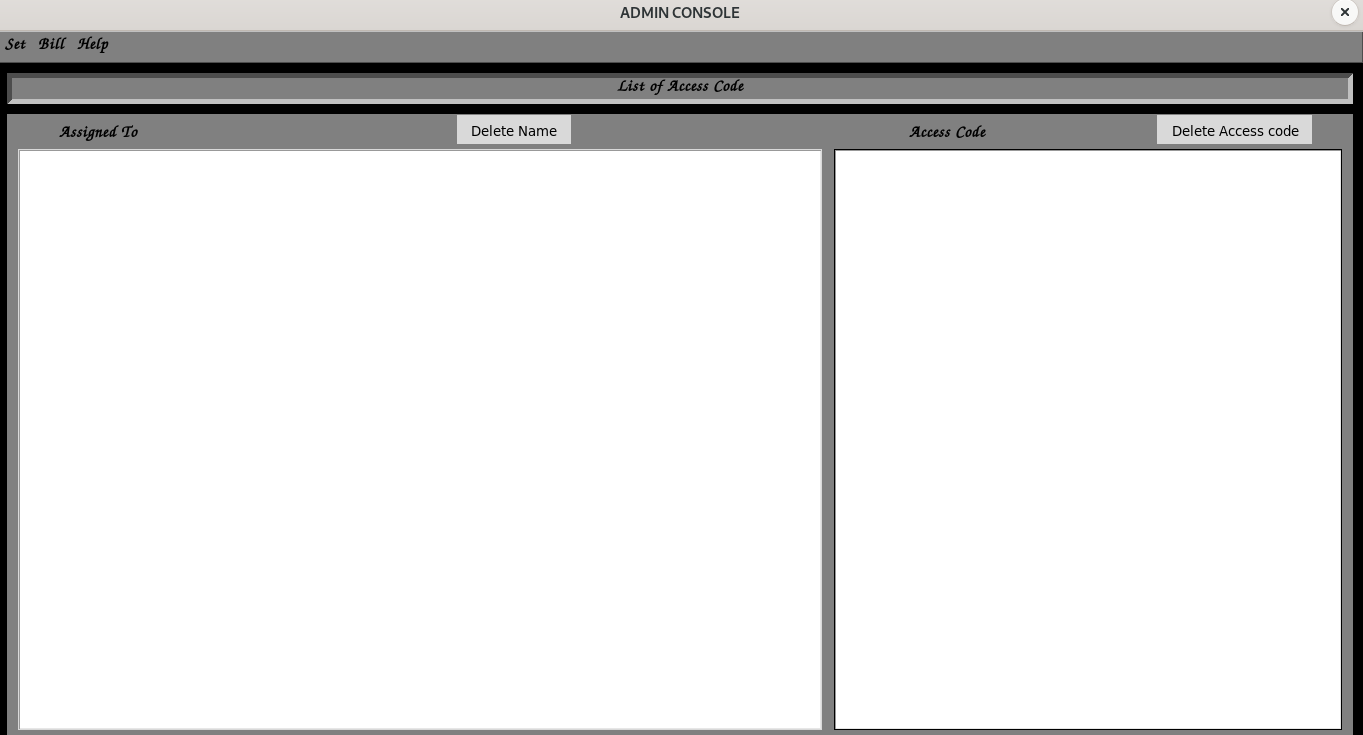 ADMIN CONSOLE
Set Bill Help
List of Access Code
Assigned To Delete Name Access Code Delete Access code